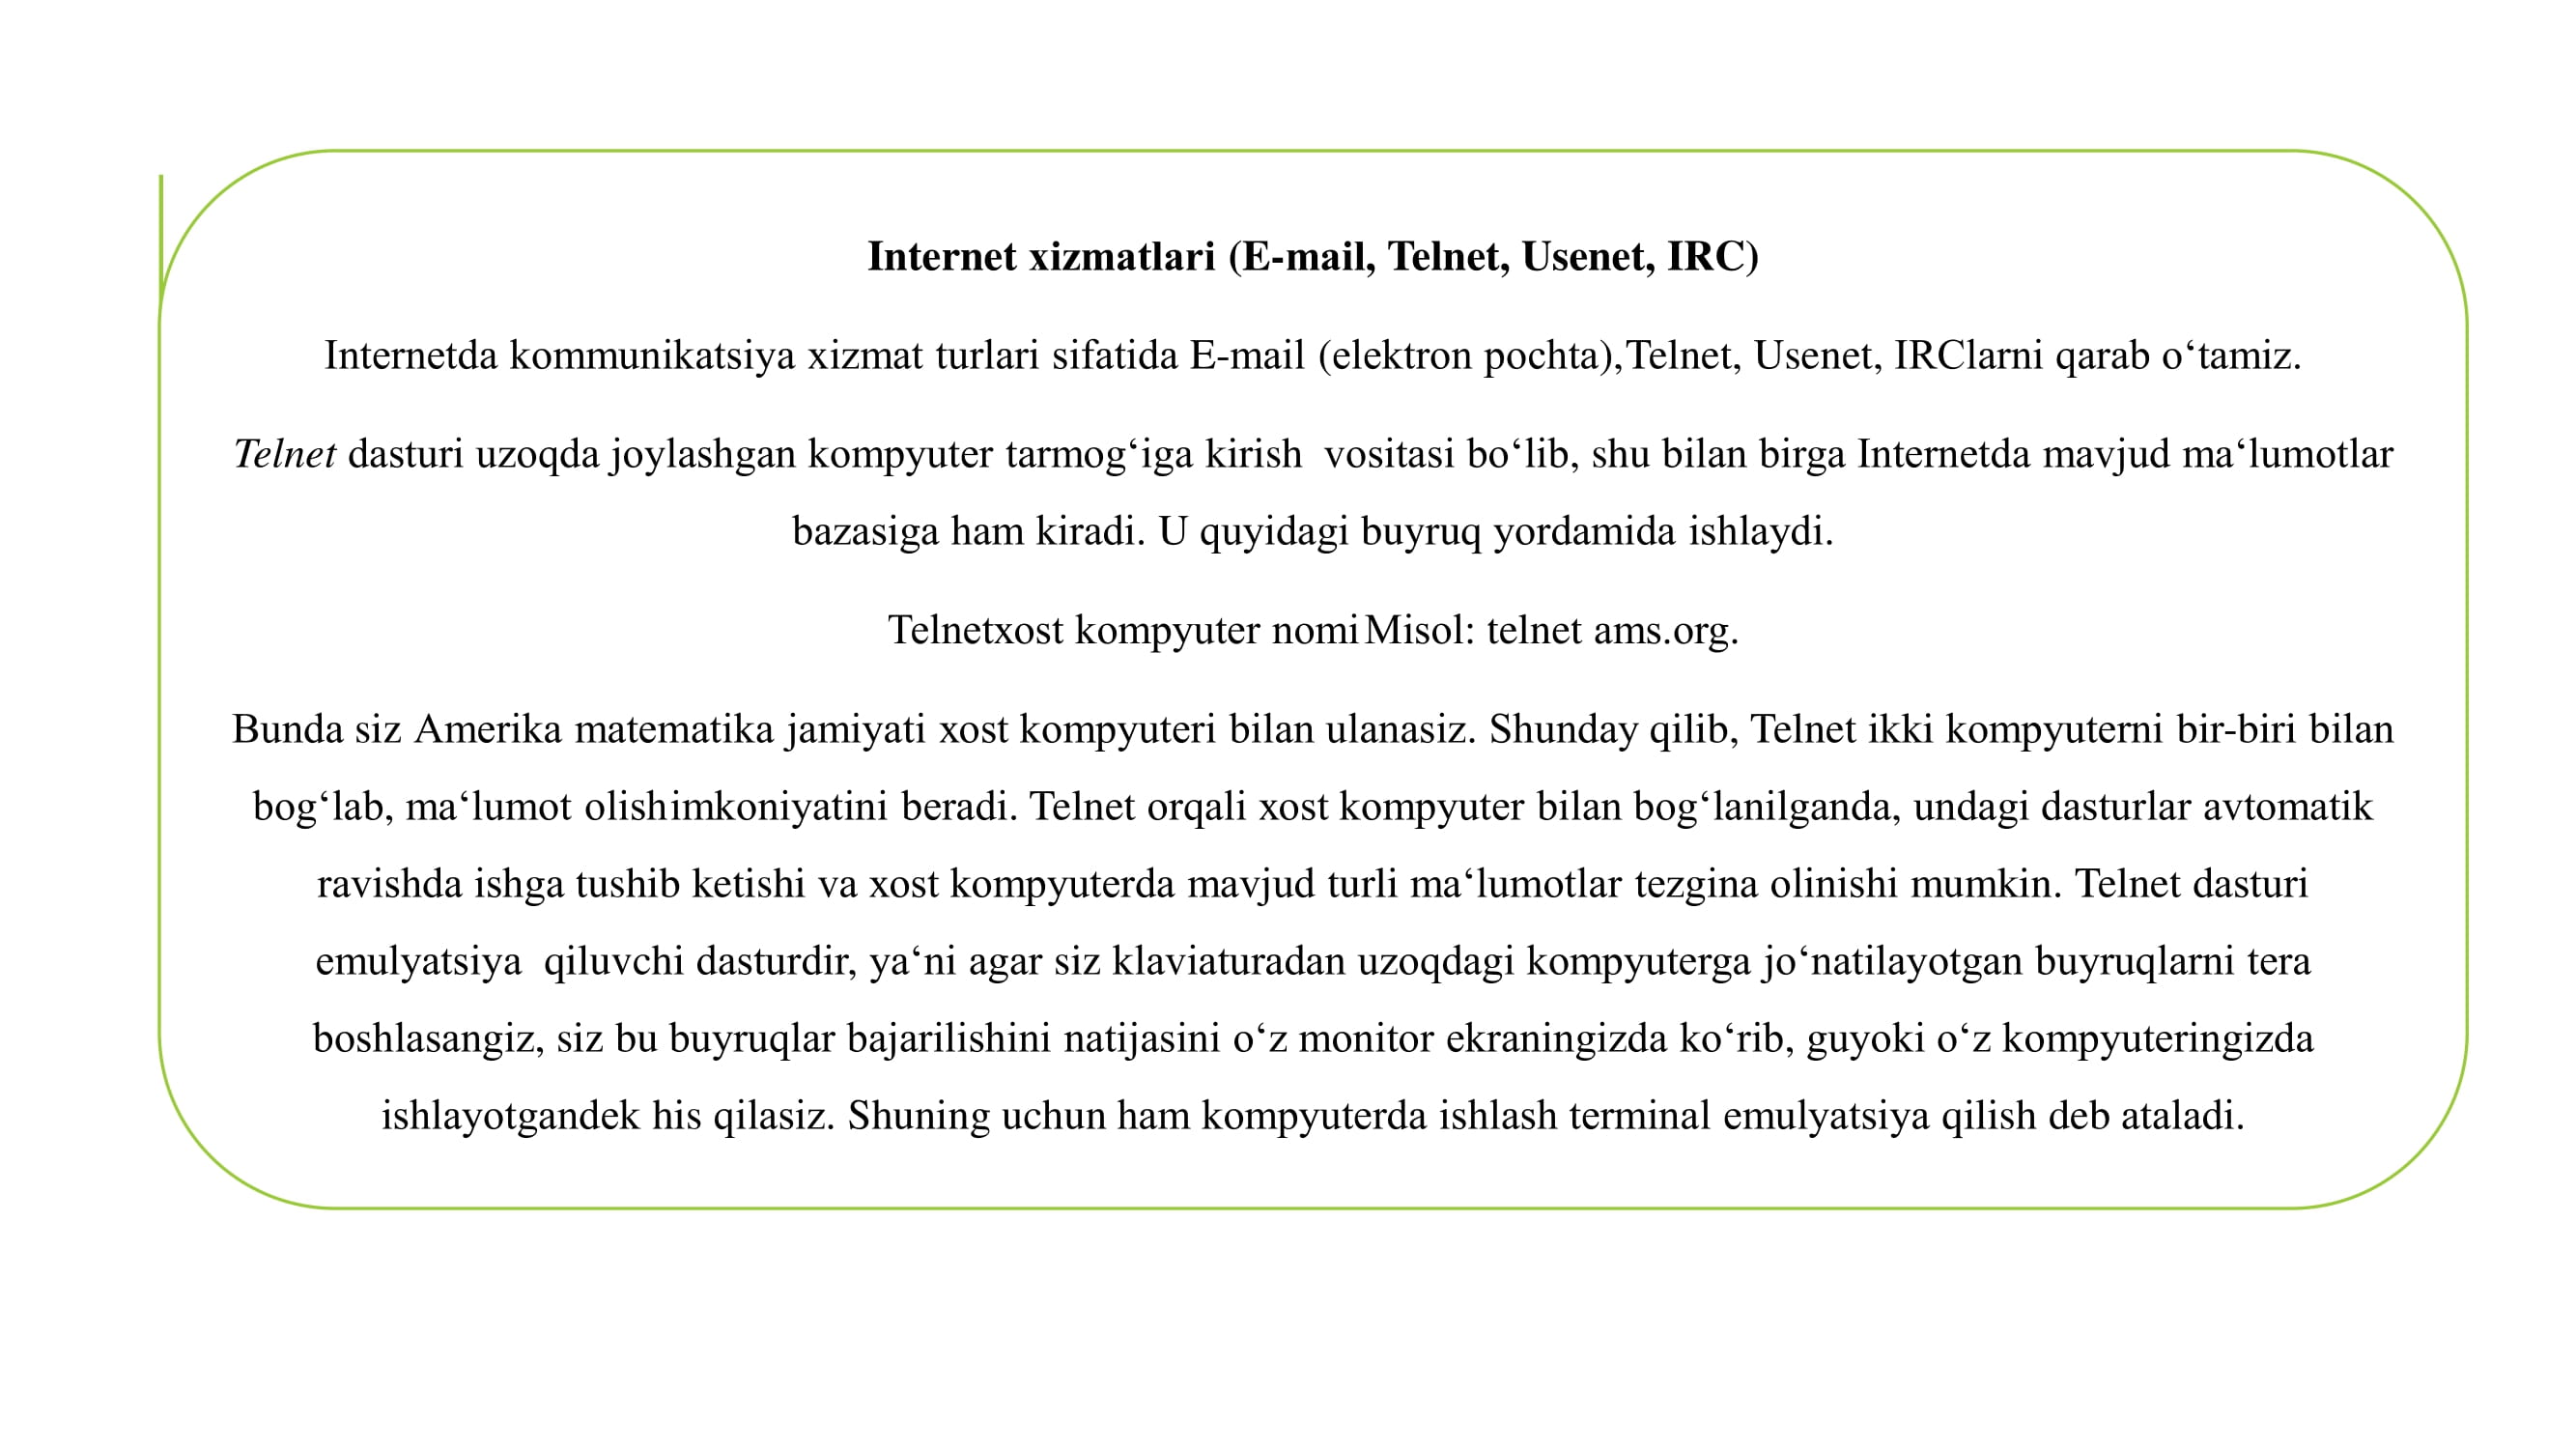 Internet xizmatlari (E-mail, Telnet, Usenet, IRC)
Internetda kommunikatsiya xizmat turlari sifatida E-mail (elektron pochta),Telnet, Usenet, IRClarni qarab o‘tamiz.
Telnet dasturi uzoqda joylashgan kompyuter tarmog‘iga kirish  vositasi bo‘lib, shu bilan birga Internetda mavjud ma‘lumotlar
bazasiga ham kiradi. U quyidagi buyruq yordamida ishlaydi.
Telnetxost kompyuter nomiMisol: telnet ams.org.
Bunda siz Amerika matematika jamiyati xost kompyuteri bilan ulanasiz. Shunday qilib, Telnet ikki kompyuterni bir-biri bilan
bog‘lab, ma‘lumot olishimkoniyatini beradi. Telnet orqali xost kompyuter bilan bog‘lanilganda, undagi dasturlar avtomatik
ravishda ishga tushib ketishi va xost kompyuterda mavjud turli ma‘lumotlar tezgina olinishi mumkin. Telnet dasturi
emulyatsiya  qiluvchi dasturdir, ya‘ni agar siz klaviaturadan uzoqdagi kompyuterga jo‘natilayotgan buyruqlarni tera
boshlasangiz, siz bu buyruqlar bajarilishini natijasini o‘z monitor ekraningizda ko‘rib, guyoki o‘z kompyuteringizda
ishlayotgandek his qilasiz. Shuning uchun ham kompyuterda ishlash terminal emulyatsiya qilish deb ataladi.